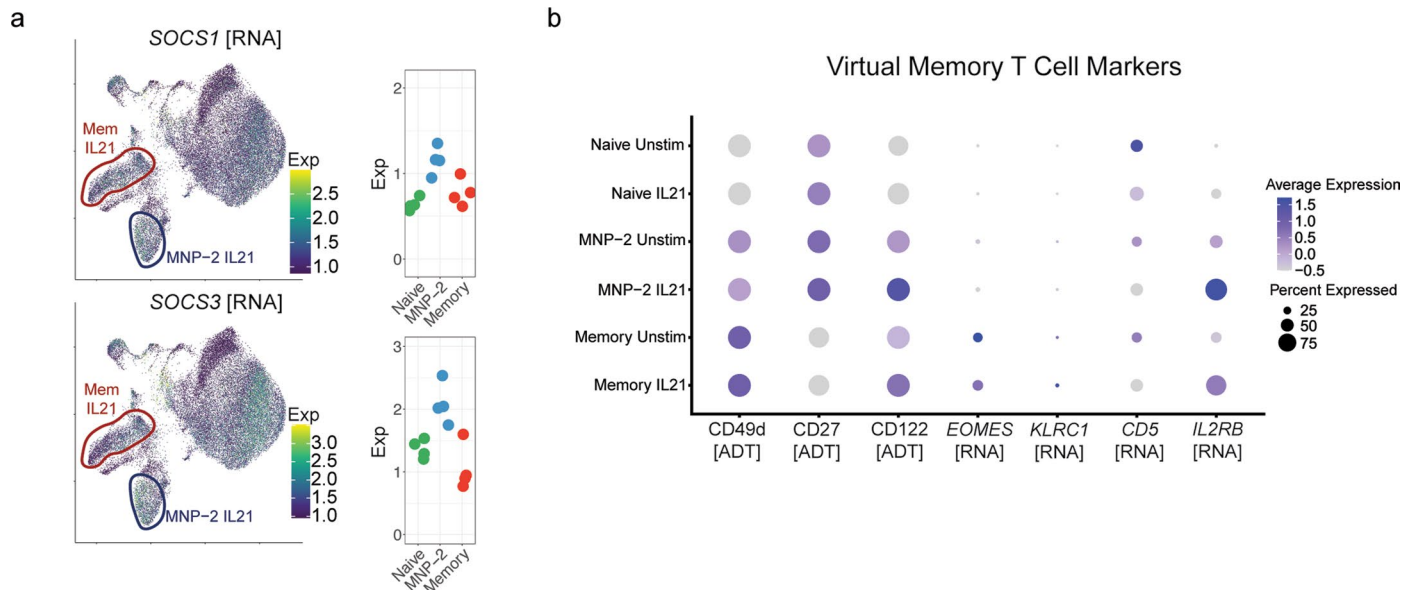 a
SOCS1 [RNA]
Mem
IL21
MNP-2 IL21
Exp
2.5
2.0
1.5
1.0
Exp
2
1
0
Naive
MNP-2
Memory
SOCS3 [RNA]
Mem
IL21
MNP-2 IL21
Exp
3.0
2.5
2.0
1.5
1.0
Exp
3
2
1
0
Naive
MNP-2
Memory
b
Virtual Memory T Cell Markers
Naive Unstim
Naive IL21
MNP-2 Unstim
MNP-2 IL21
Memory Unstim
Memory IL21
CD49d
[ADT]
CD27
[ADT]
CD122
[ADT]
EOMES
[RNA]
KLRC1
[RNA]
CD5
[RNA]
IL2RB
[RNA]
Average Expression
1.5
1.0
0.5
0.0
-0.5
Percent Expressed
25
50
75